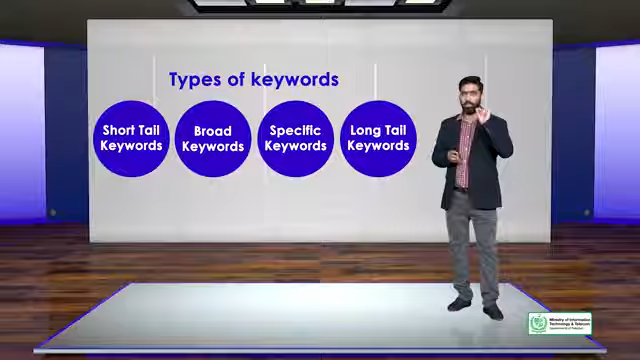 Types of keywords
Short Tail
Keywords
Broad
Keywords
Specific
Keywords
Long Tail
Keywords
Ministry of Information
Technology & Telecom